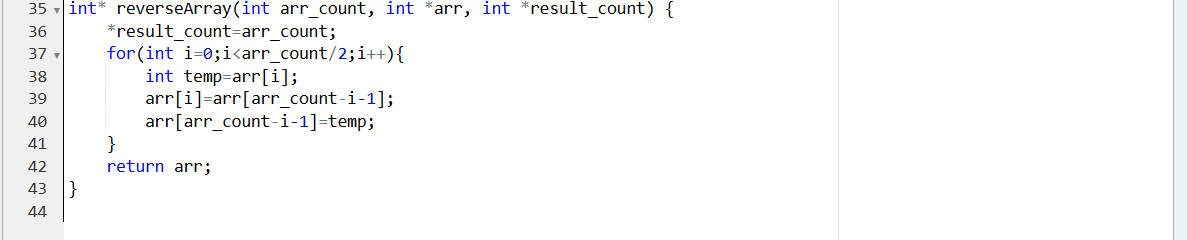 35 int* reverseArray(int arr_count, int *arr, int *result_count) {
36     *result_count=arr_count;
37     for(int i=0;i<arr_count/2;i++){
38         int temp=arr[i];
39         arr[i]=arr[arr_count-i-1];
40         arr[arr_count-i-1]=temp;
41     }
42     return arr;
43 }
44